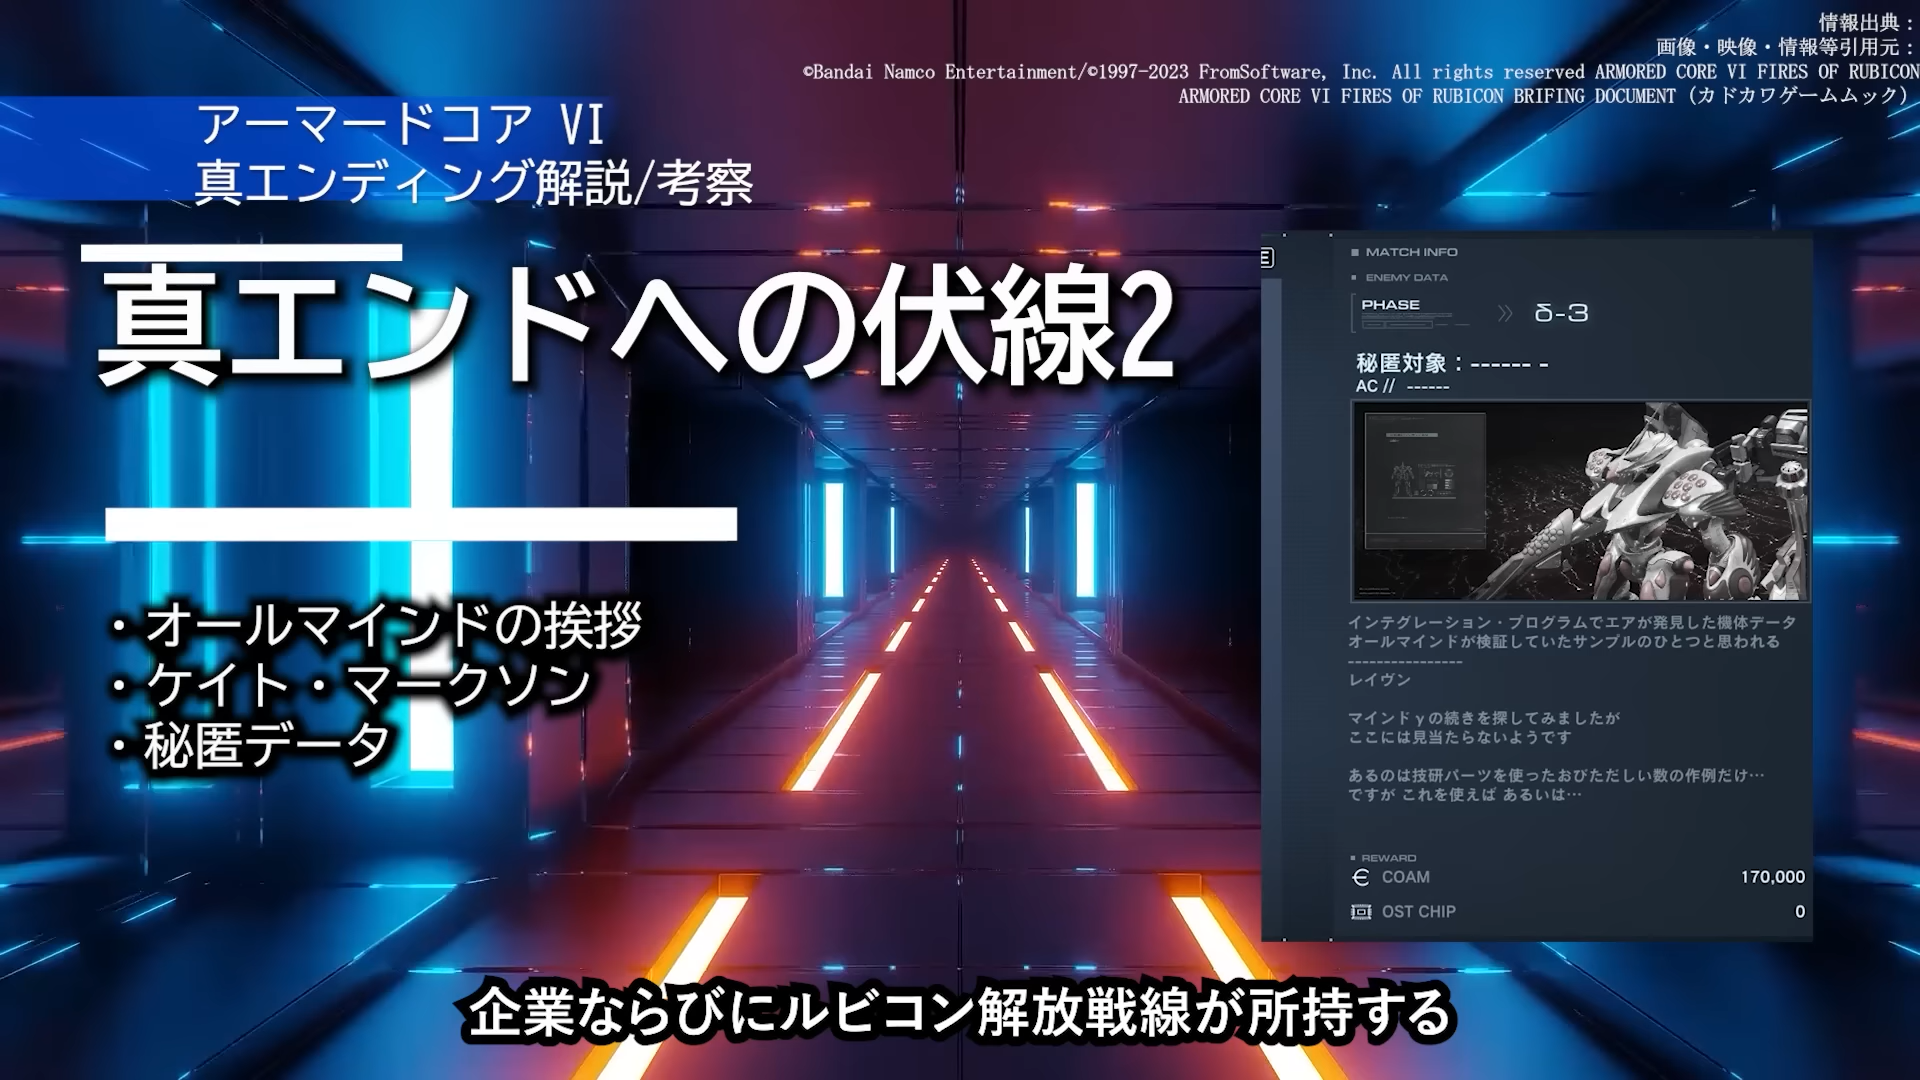 情報出典：
画像・映像・情報等引用元：
©Bandai Namco Entertainment/©1997-2023 FromSoftware, Inc. All rights reserved ARMORED CORE VI FIRES OF RUBICON
ARMORED CORE VI FIRES OF RUBICON BRIFING DOCUMENT (カドカワゲームムック)
アーマードコア VI
真エンディング解説/考察
真エンドへの伏線2
・オールマインドの挨拶
・ケイト・マークソン
・秘匿データ
MATCH INFO
ENEMY DATA
PHASE
δ-3
秘匿対象：------ -
AC // ------
インテグレーション・プログラムでエアが発見した機体データ
オールマインドが検証していたサンプルのひとつと思われる
----------------
レイヴン
マインドγの続きを探してみましたが
ここには見当たらないようです
あるのは技研パーツを使ったおびただしい数の作例だけ…
ですが これを使えば あるいは…
REWARD
COAM 170,000
OST CHIP 0
企業ならびにルビコン解放戦線が所持する